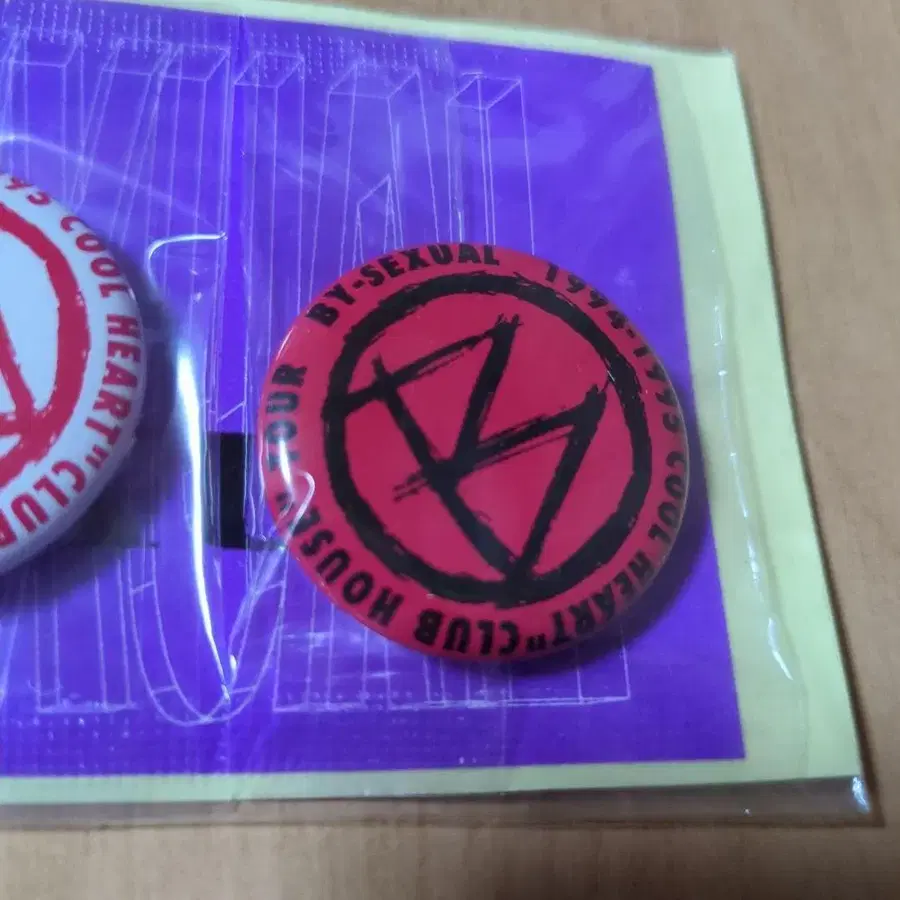 COOL HEART" CLUB
BY-SEXUAL 1994-1995 COOL HEART" CLUB HOUSE TOUR